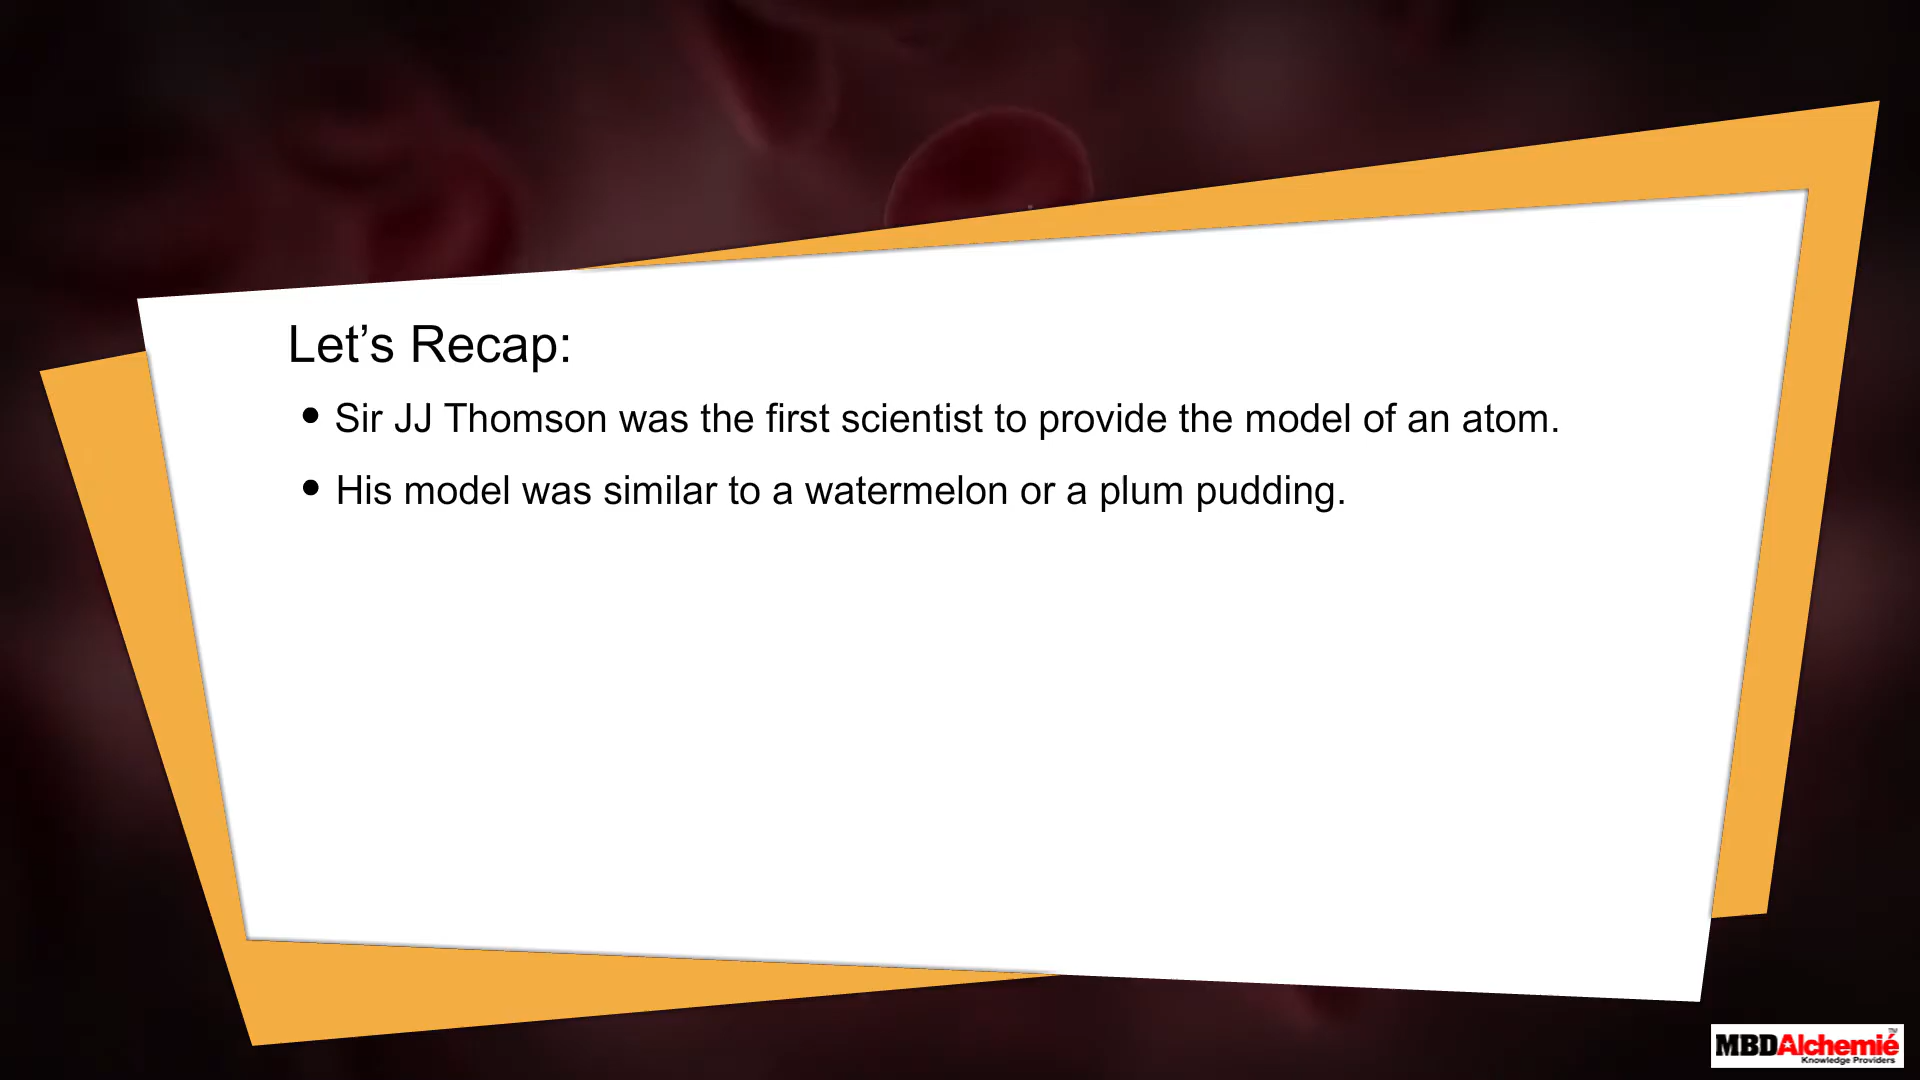 Let’s Recap:
• Sir JJ Thomson was the first scientist to provide the model of an atom.
• His model was similar to a watermelon or a plum pudding.
MBDAlchemié™
Knowledge Providers